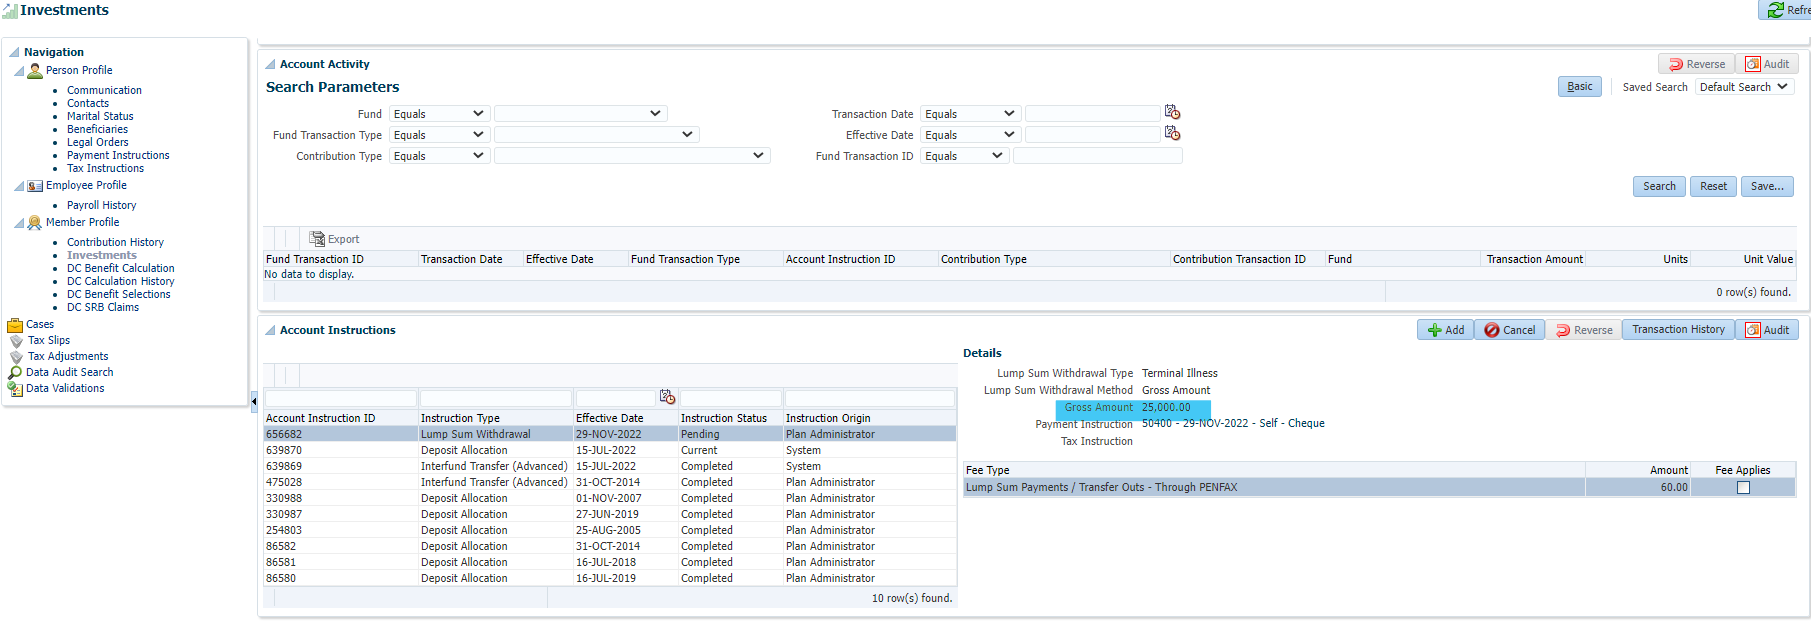 Investments
Refre
Navigation
Person Profile
Communication
Contacts
Marital Status
Beneficiaries
Legal Orders
Payment Instructions
Tax Instructions
Employee Profile
Payroll History
Member Profile
Contribution History
Investments
DC Benefit Calculation
DC Calculation History
DC Benefit Selections
DC SRB Claims
Cases
Tax Slips
Tax Adjustments
Data Audit Search
Data Validations
Account Activity
Reverse Audit
Search Parameters
Basic Saved Search Default Search
Fund Equals Transaction Date Equals
Fund Transaction Type Equals Effective Date Equals
Contribution Type Equals Fund Transaction ID Equals
Search Reset Save...
Export
Fund Transaction ID Transaction Date Effective Date Fund Transaction Type Account Instruction ID Contribution Type Contribution Transaction ID Fund Transaction Amount Units Unit Value
No data to display.
0 row(s) found.
Account Instructions
Add Cancel Reverse Transaction History Audit
Account Instruction ID Instruction Type Effective Date Instruction Status Instruction Origin
656682 Lump Sum Withdrawal 29-NOV-2022 Pending Plan Administrator
639870 Deposit Allocation 15-JUL-2022 Current System
639869 Interfund Transfer (Advanced) 15-JUL-2022 Completed System
475028 Interfund Transfer (Advanced) 31-OCT-2014 Completed Plan Administrator
330988 Deposit Allocation 01-NOV-2007 Completed Plan Administrator
330987 Deposit Allocation 27-JUN-2019 Completed Plan Administrator
254803 Deposit Allocation 25-AUG-2005 Completed Plan Administrator
86582 Deposit Allocation 31-OCT-2014 Completed Plan Administrator
86581 Deposit Allocation 16-JUL-2018 Completed Plan Administrator
86580 Deposit Allocation 16-JUL-2019 Completed Plan Administrator
10 row(s) found.
Details
Lump Sum Withdrawal Type Terminal Illness
Lump Sum Withdrawal Method Gross Amount
Gross Amount 25,000.00
Payment Instruction 50400 - 29-NOV-2022 - Self - Cheque
Tax Instruction
Fee Type Amount Fee Applies
Lump Sum Payments / Transfer Outs - Through PENFAX 60.00